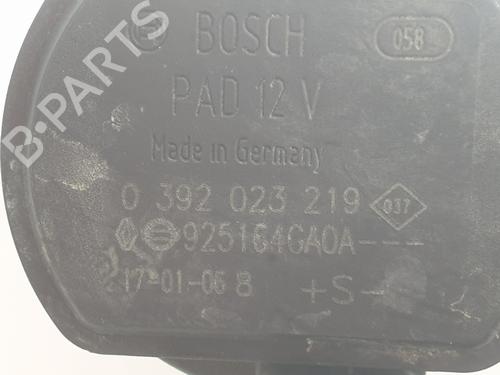 BOSCH 058
PAD 12 V
Made in Germany
0 392 023 219 037
925164GA0A---
17-01-06 8 +S-
B-PARTS